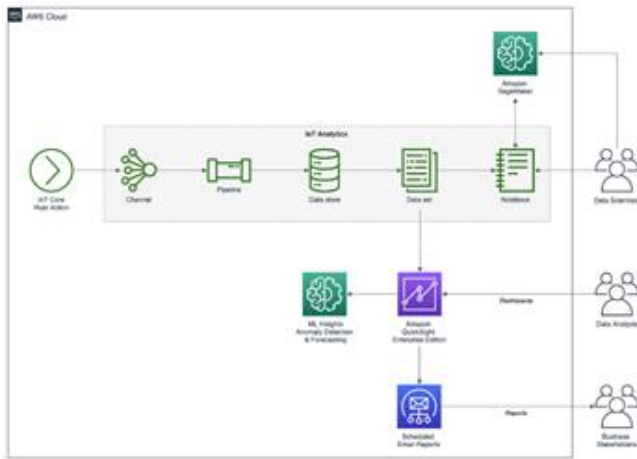 AWS Cloud
Amazon
SageMaker
IoT Analytics
IoT Core
Rule Action
Channel
Pipeline
Data store
Data set
Notebook
Data Scientists
ML Insights
Anomaly Detection
& Forecasting
Amazon
QuickSight
Enterprise Edition
Dashboards
Data Analysts
Scheduled
Email Reports
Reports
Business
Stakeholders